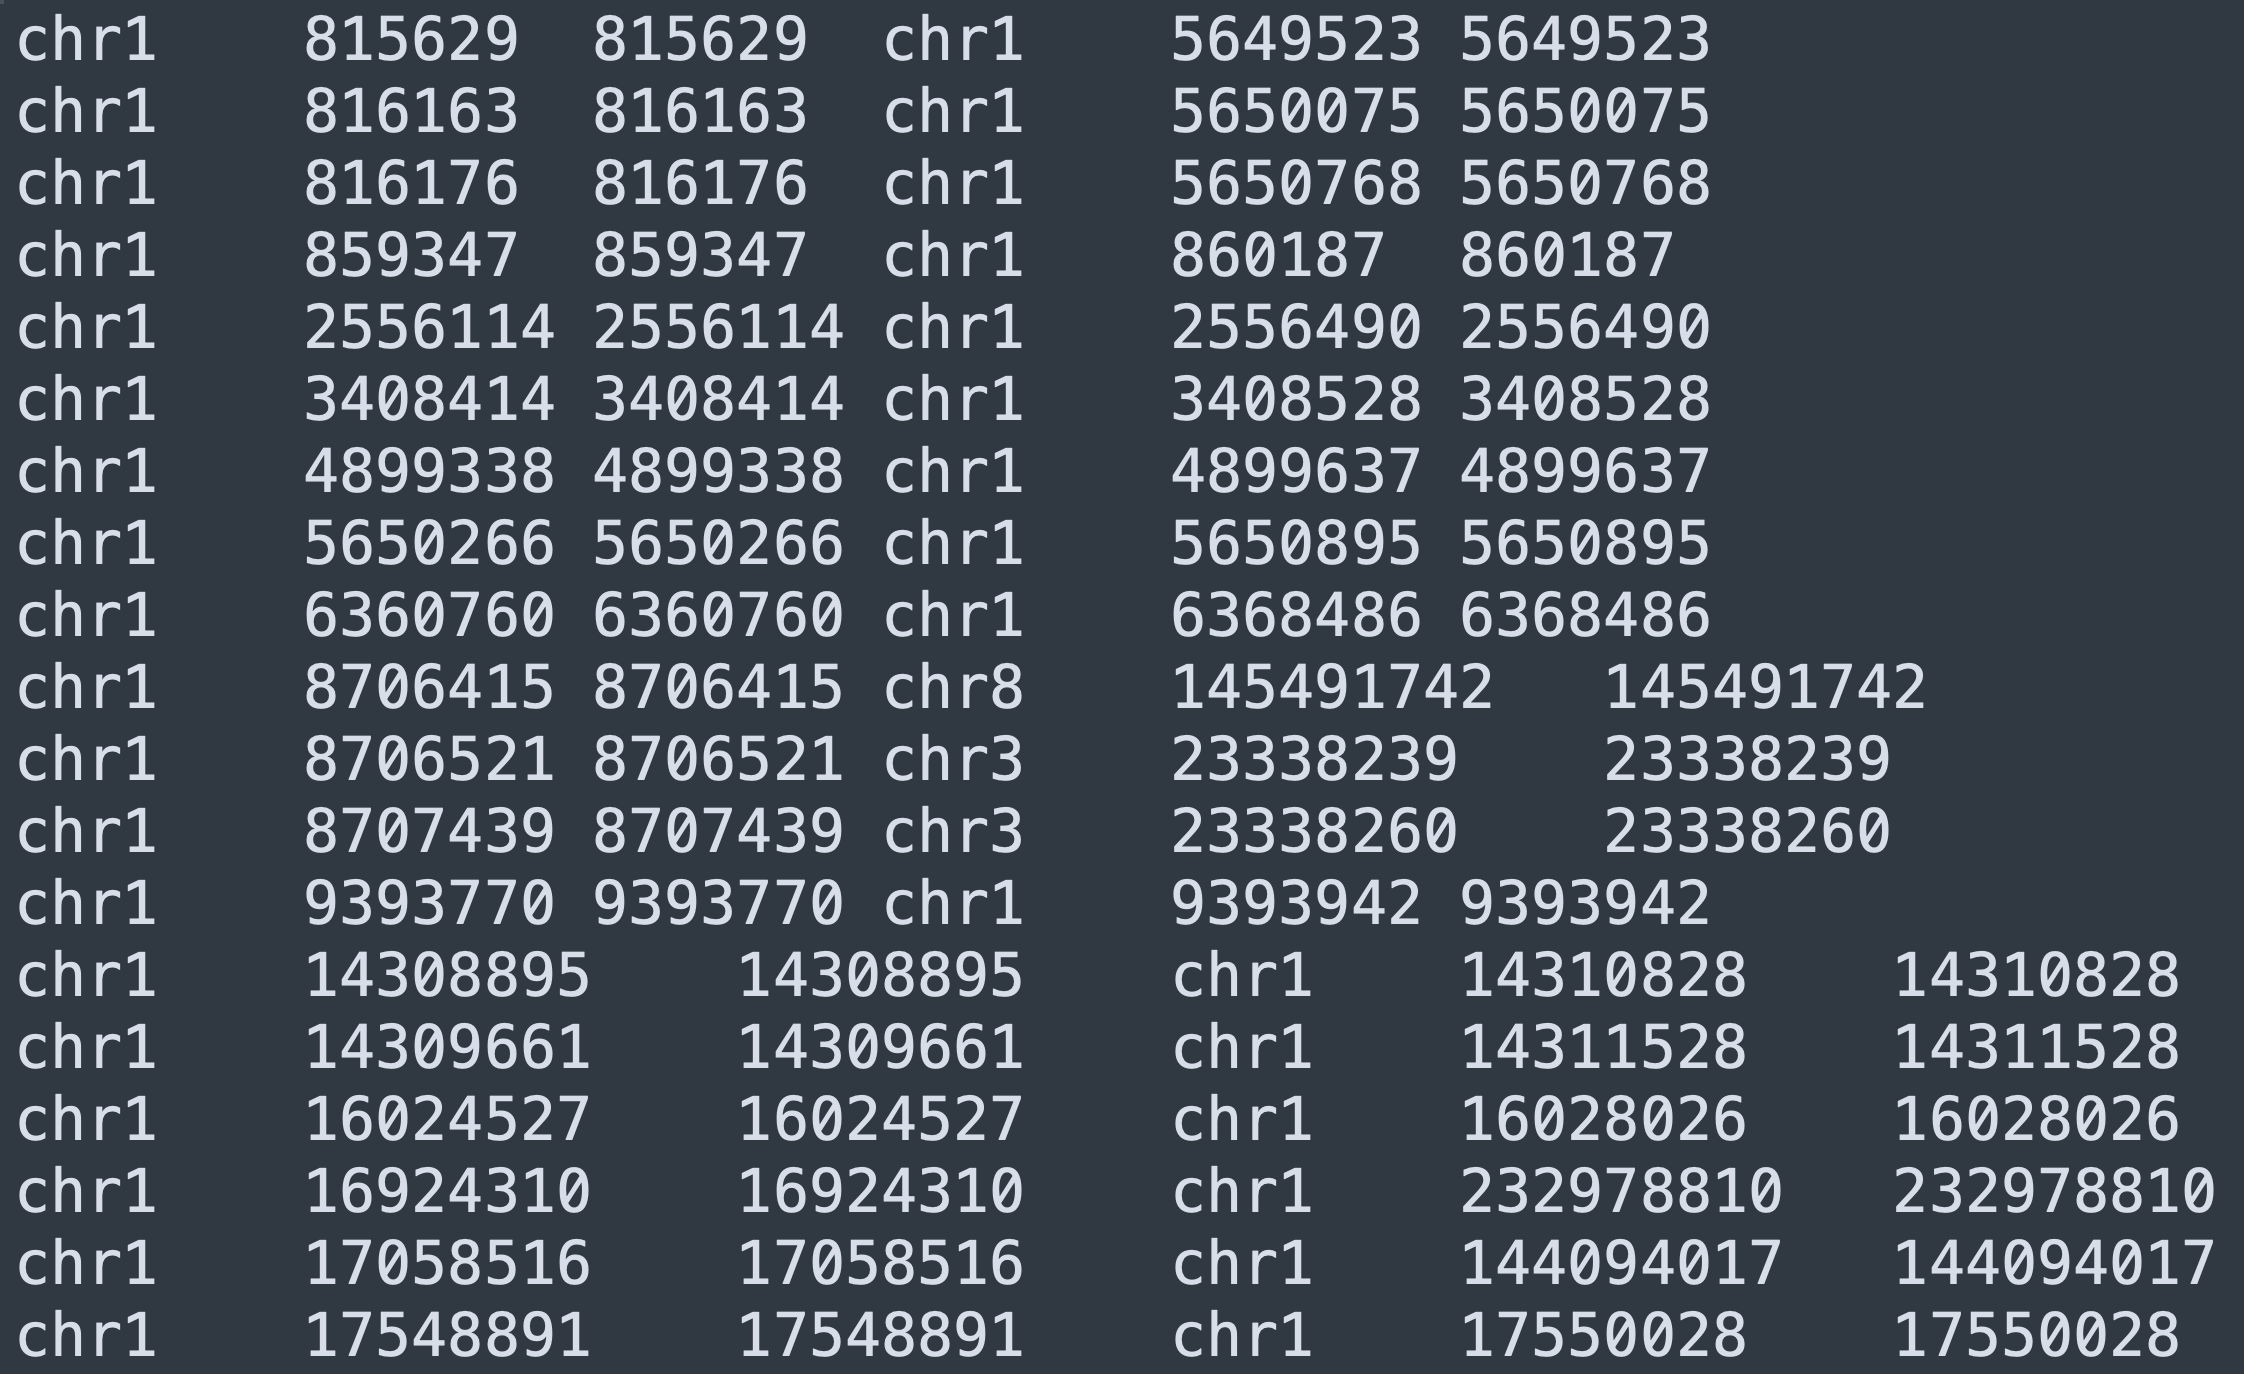 chr1	815629	815629	chr1	5649523	5649523
chr1	816163	816163	chr1	5650075	5650075
chr1	816176	816176	chr1	5650768	5650768
chr1	859347	859347	chr1	860187	860187
chr1	2556114	2556114	chr1	2556490	2556490
chr1	3408414	3408414	chr1	3408528	3408528
chr1	4899338	4899338	chr1	4899637	4899637
chr1	5650266	5650266	chr1	5650895	5650895
chr1	6360760	6360760	chr1	6368486	6368486
chr1	8706415	8706415	chr8	145491742	145491742
chr1	8706521	8706521	chr3	23338239	23338239
chr1	8707439	8707439	chr3	23338260	23338260
chr1	9393770	9393770	chr1	9393942	9393942
chr1	14308895	14308895	chr1	14310828	14310828
chr1	14309661	14309661	chr1	14311528	14311528
chr1	16024527	16024527	chr1	16028026	16028026
chr1	16924310	16924310	chr1	232978810	232978810
chr1	17058516	17058516	chr1	144094017	144094017
chr1	17548891	17548891	chr1	17550028	17550028